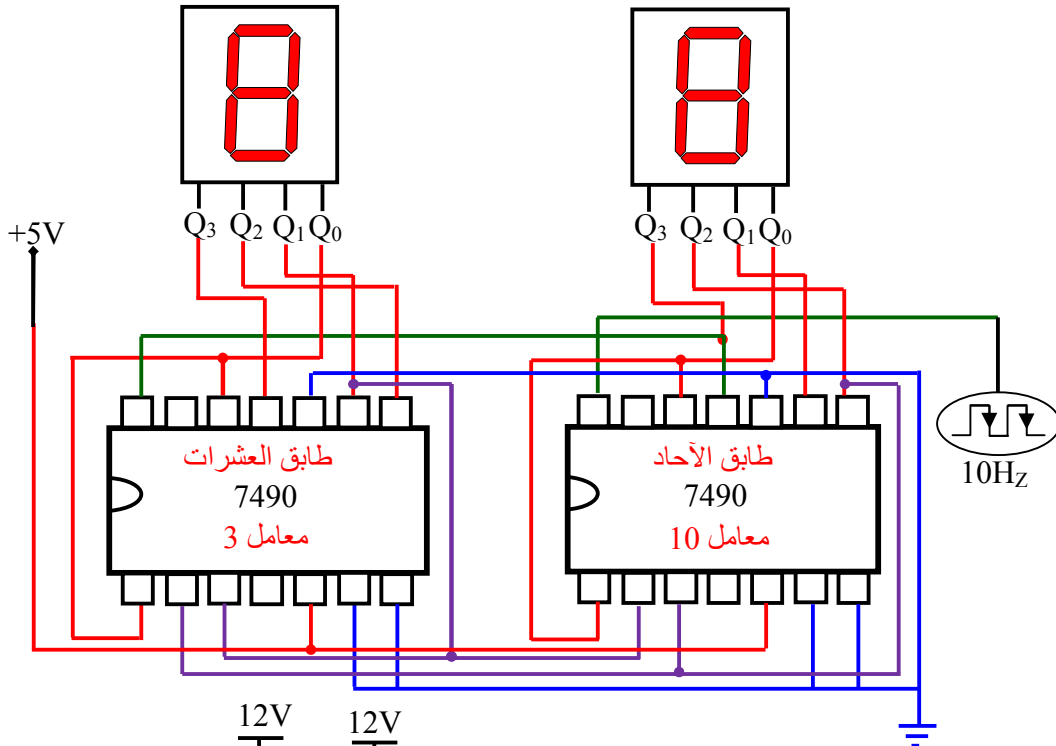 Q3 Q2 Q1 Q0
Q3 Q2 Q1 Q0
+5V
طابق العشرات
7490
معامل 3
طابق الآحاد
7490
معامل 10
10HZ
12V
12V